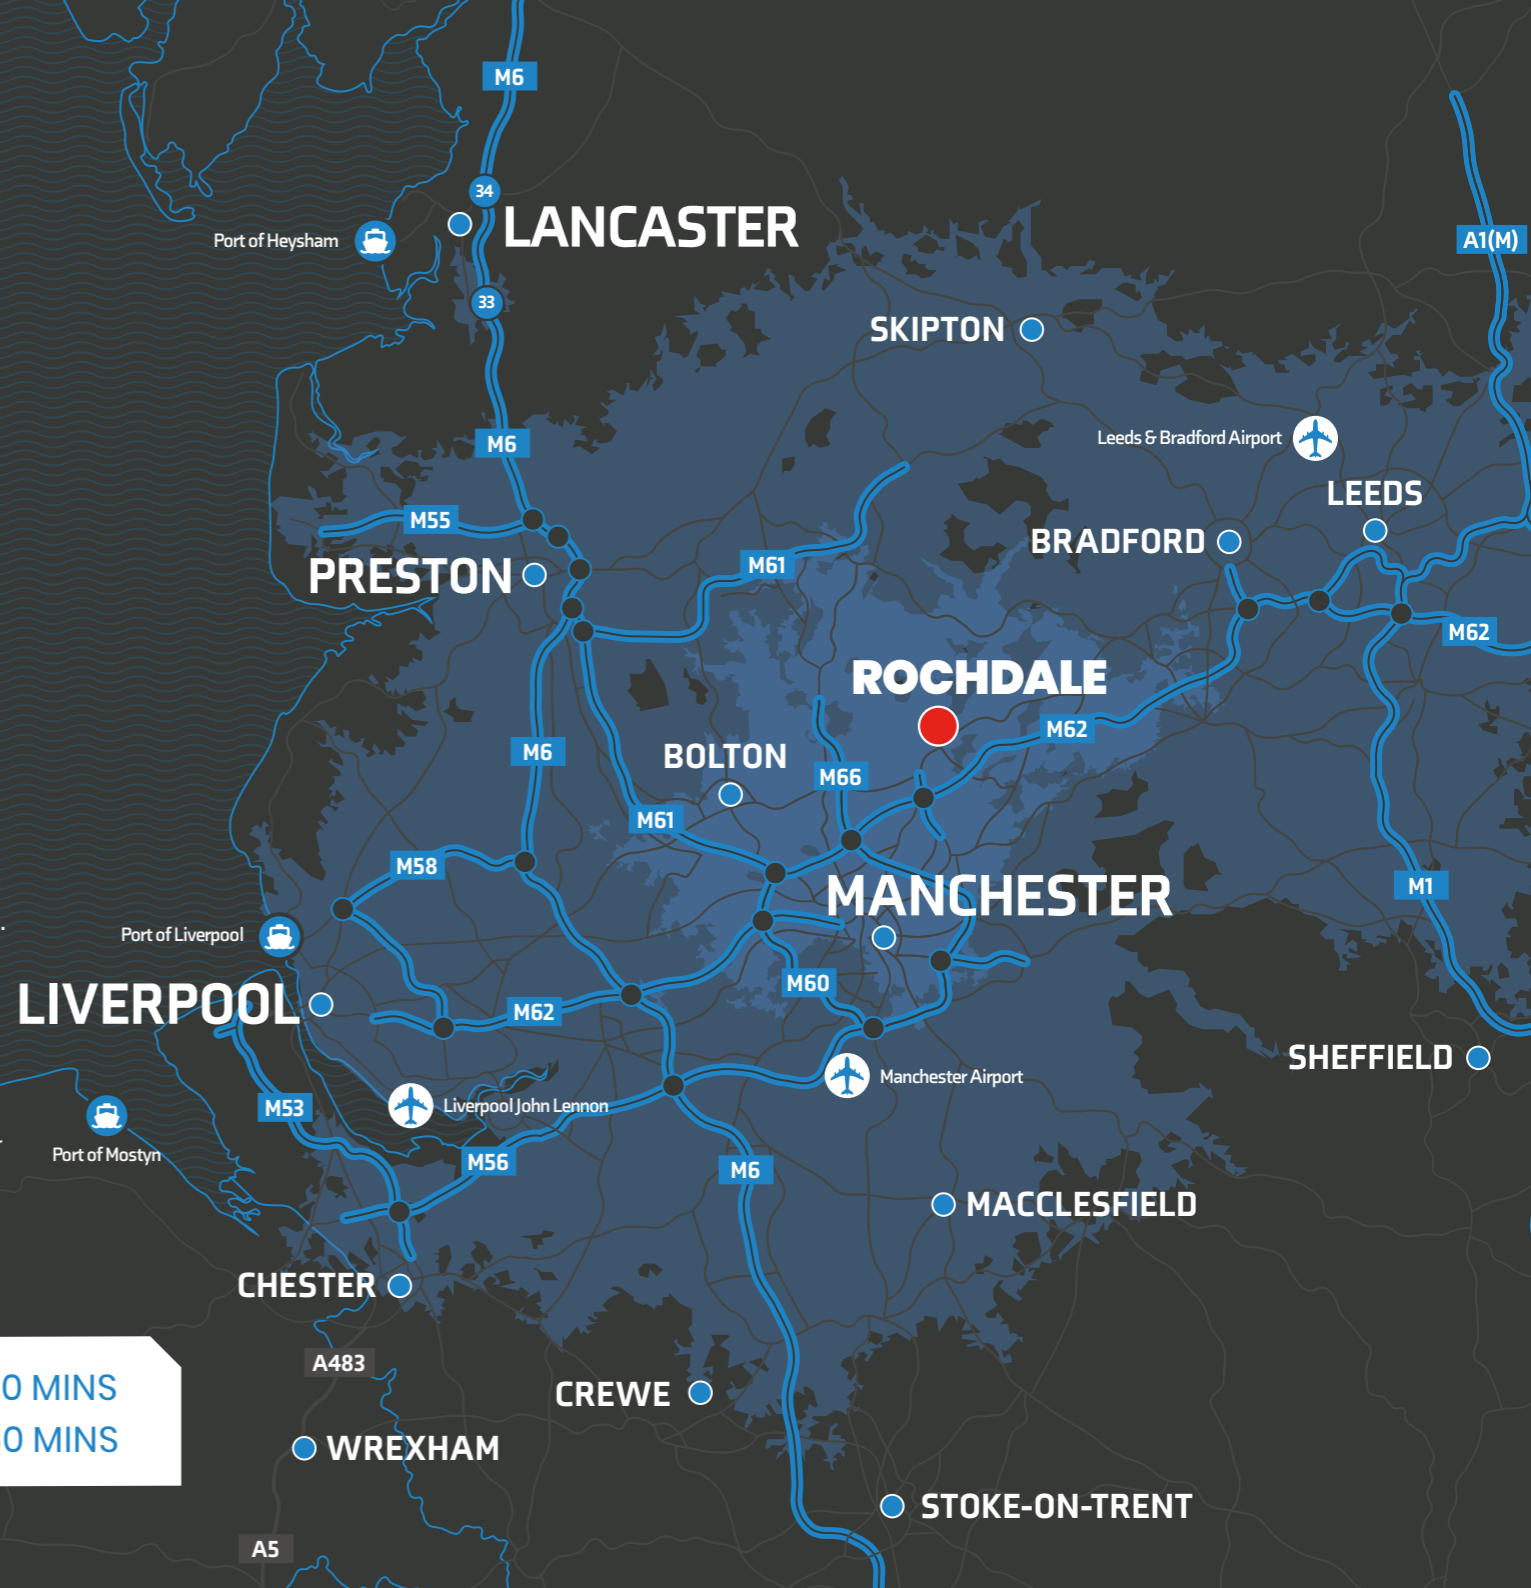 M6
34
LANCASTER
Port of Heysham
A1(M)
33
SKIPTON
M6
Leeds & Bradford Airport
LEEDS
M55
BRADFORD
M61
PRESTON
M62
ROCHDALE
M62
M6
BOLTON
M66
M61
M58
M1
MANCHESTER
Port of Liverpool
M60
LIVERPOOL
M62
SHEFFIELD
Manchester Airport
M53
Liverpool John Lennon
Port of Mostyn
M56
M6
MACCLESFIELD
CHESTER
A483
0 MINS
CREWE
0 MINS
WREXHAM
STOKE-ON-TRENT
A5